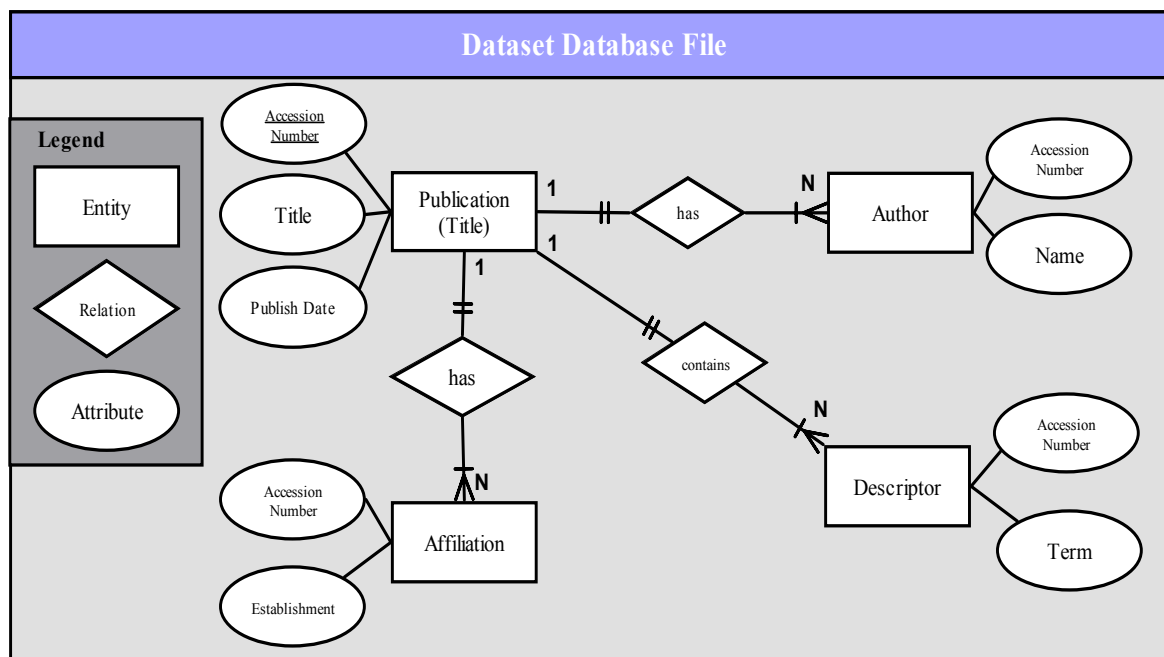 Dataset Database File
Legend
Entity
Relation
Attribute
Accession
Number
Title
Publish Date
Publication
(Title)
1
1
1
has
N
Author
Accession
Number
Name
has
contains
N
N
Accession
Number
Establishment
Affiliation
Descriptor
Accession
Number
Term